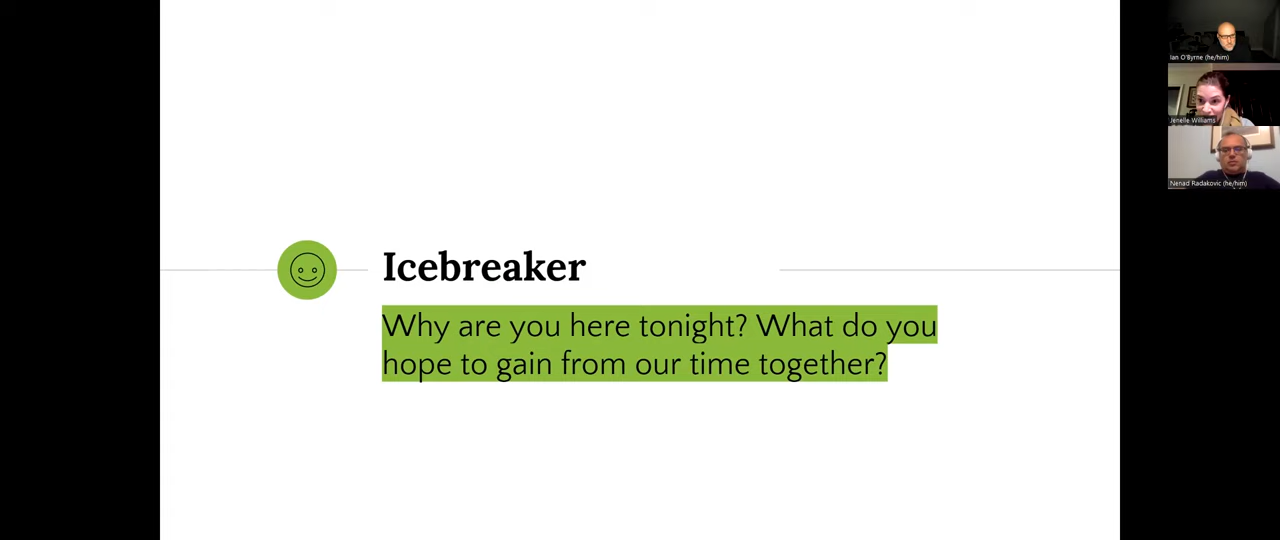 Ian O'Byrne (he/him)
Jenelle Williams
Nenad Radakovic (he/him)
Icebreaker
Why are you here tonight? What do you
hope to gain from our time together?